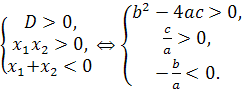 { D > 0, x₁x₂ > 0, x₁+x₂ < 0 ⇔ { b² − 4ac > 0, c/a > 0, −b/a < 0.